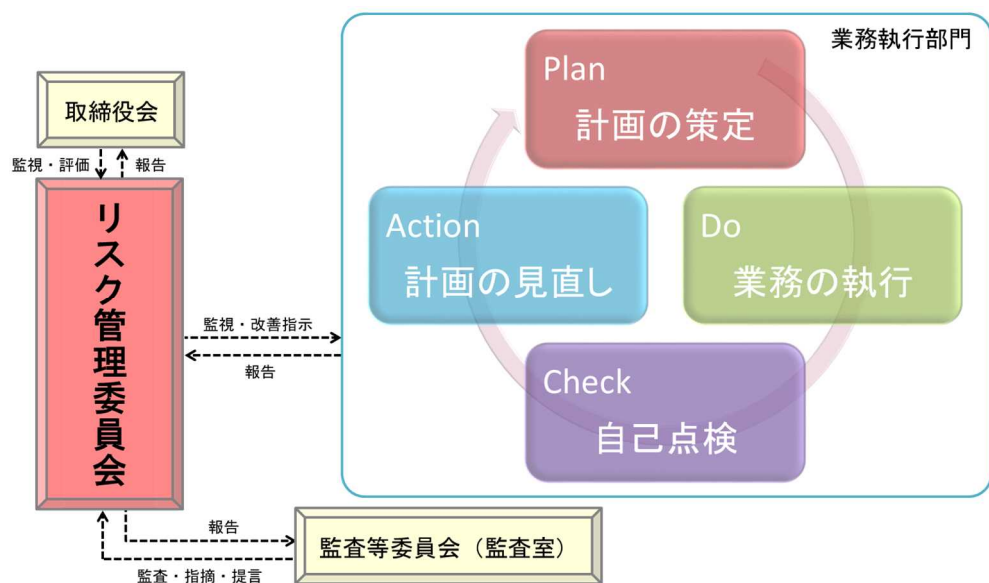 業務執行部門
Plan
計画の策定
取締役会
監視・評価
報告
リスク管理委員会
Action
計画の見直し
Do
業務の執行
監視・改善指示
報告
Check
自己点検
報告
監査等委員会(監査室)
監査・指摘・提言